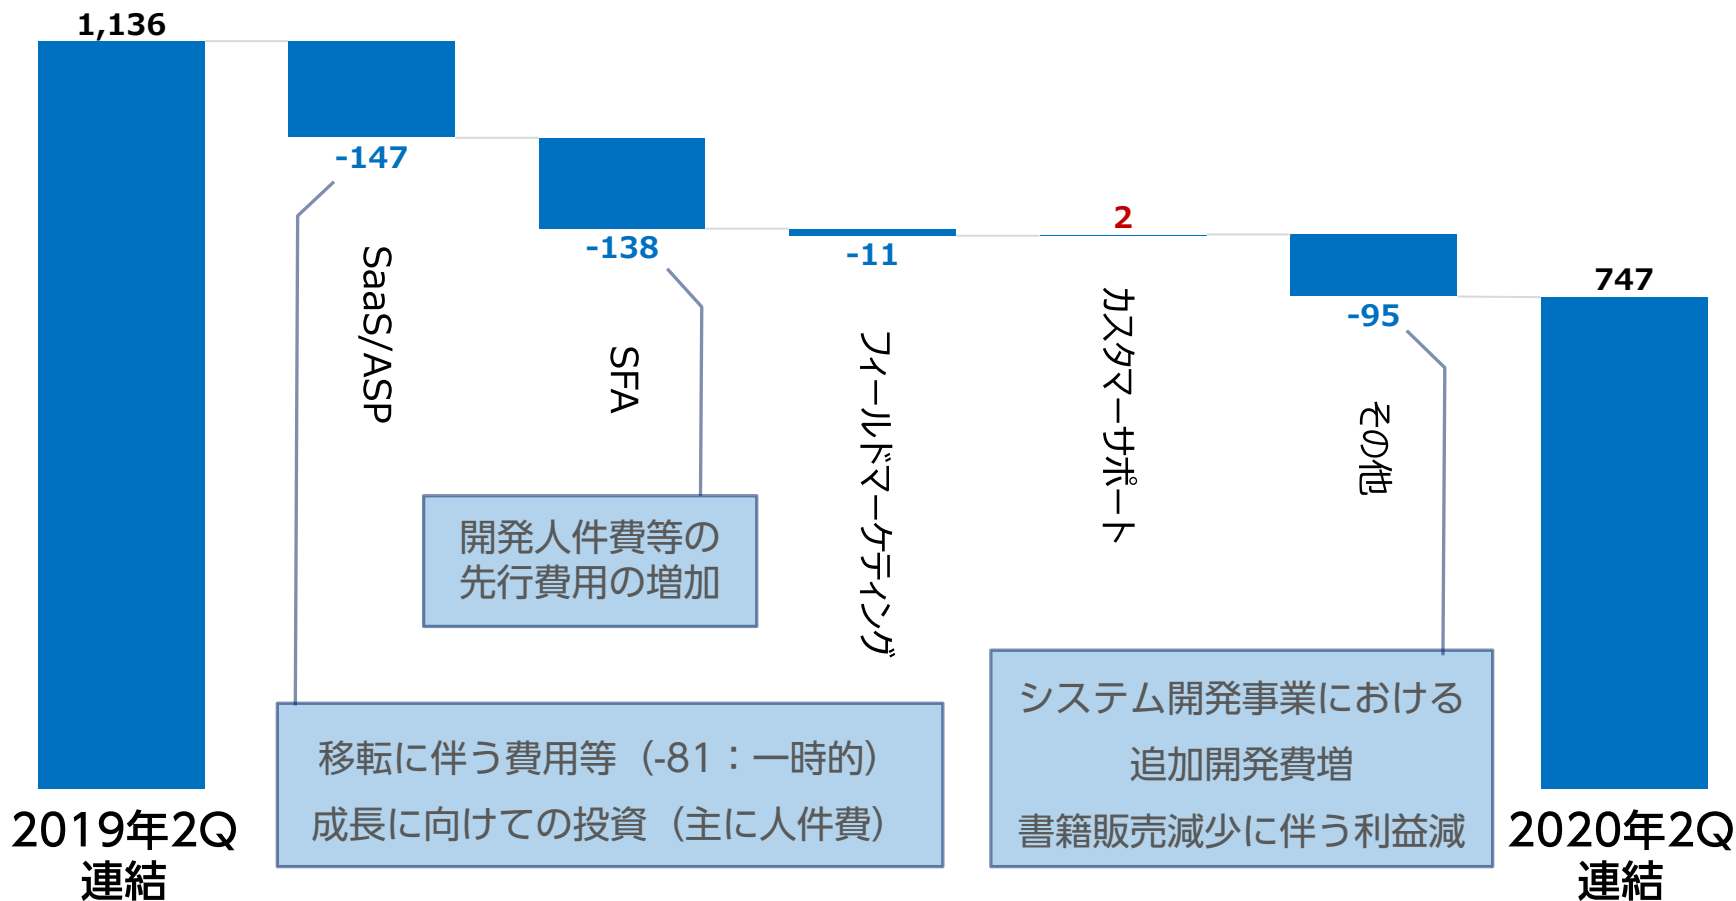 1,136
-147
-138
-11
2
-95
747
SaaS/ASP
SFA
フィールドマーケティング
カスタマーサポート
その他
開発人件費等の
先行費用の増加
移転に伴う費用等（-81：一時的）
成長に向けての投資（主に人件費）
システム開発事業における
追加開発費増
書籍販売減少に伴う利益減
2019年2Q
連結
2020年2Q
連結